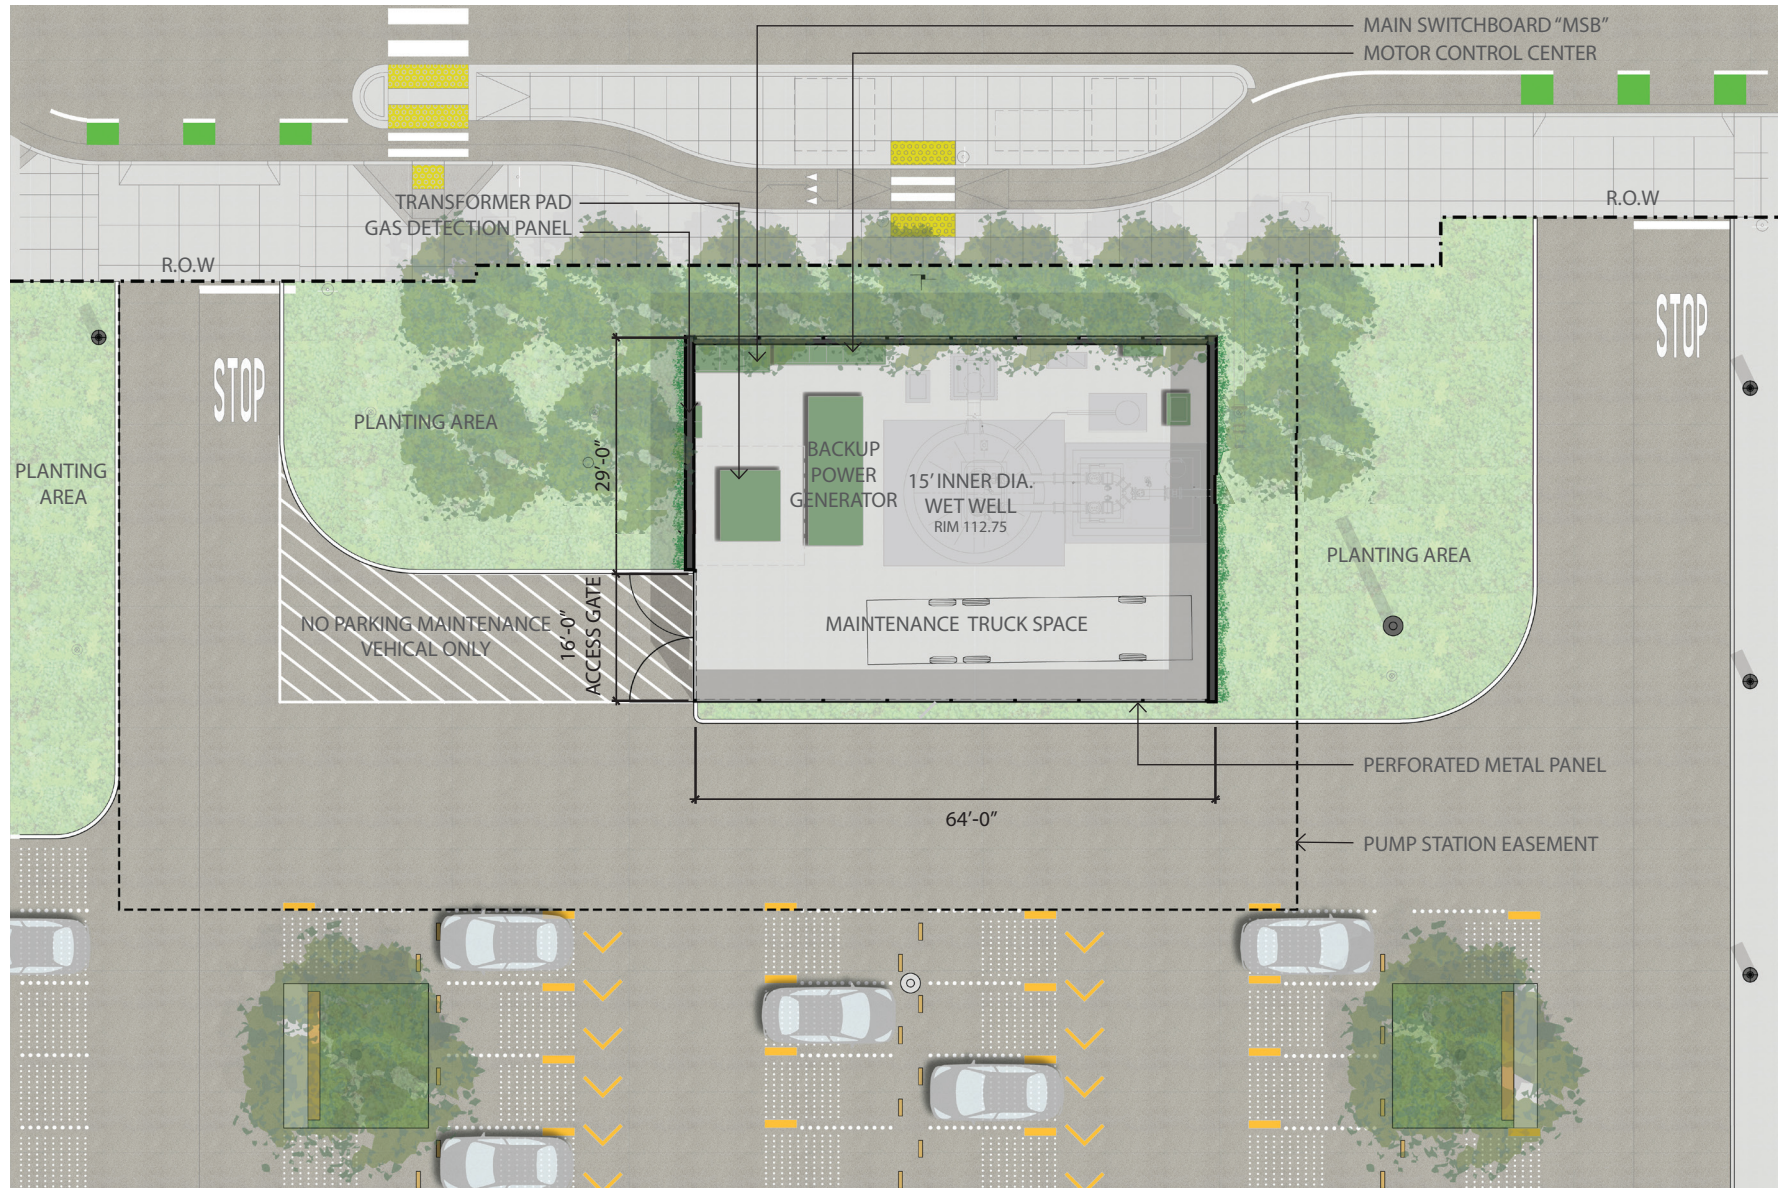 MAIN SWITCHBOARD “MSB”
MOTOR CONTROL CENTER
TRANSFORMER PAD
GAS DETECTION PANEL
R.O.W
R.O.W
3
STOP
STOP
PLANTING AREA
PLANTING
AREA
29’-0”
BACKUP
POWER
GENERATOR
15’ INNER DIA.
WET WELL
RIM 112.75
PLANTING AREA
NO PARKING MAINTENANCE
VEHICAL ONLY
16’-0”
ACCESS GATE
MAINTENANCE TRUCK SPACE
PERFORATED METAL PANEL
64’-0”
PUMP STATION EASEMENT